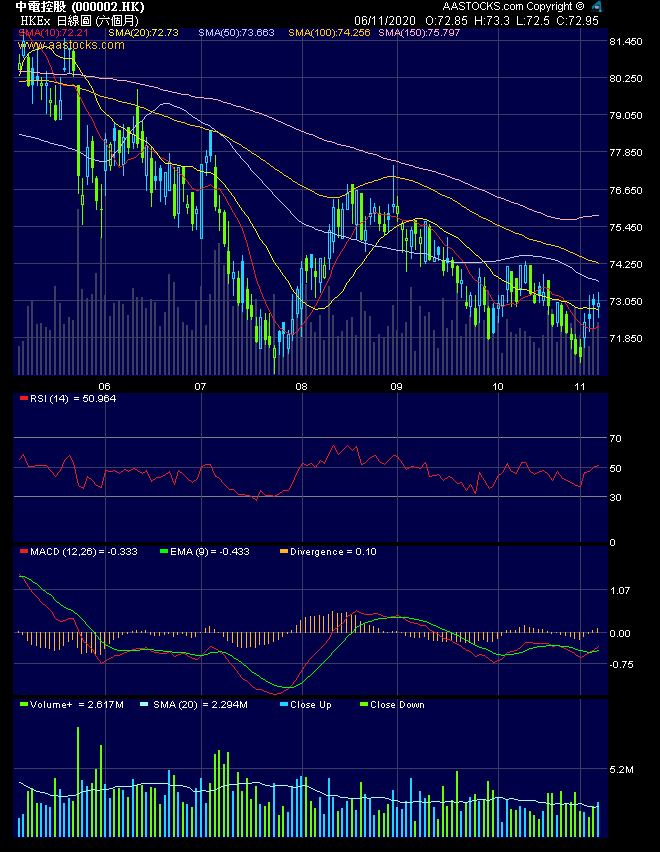 中電控股 (000002.HK) AASTOCKS.com Copyright ©
HKEx 日線圖 (六個月) 06/11/2020 O:72.85 H:73.3 L:72.5 C:72.95
SMA(10):72.21 SMA(20):72.73 SMA(50):73.663 SMA(100):74.256 SMA(150):75.797
www.aastocks.com
81.450
80.250
79.050
77.850
76.650
75.450
74.250
73.050
71.850
06 07 08 09 10 11
RSI (14) = 50.964
70
50
30
0
MACD (12,26) = -0.333 EMA (9) = -0.433 Divergence = 0.10
1.07
0.00
-0.75
Volume+ = 2.617M SMA (20) = 2.294M Close Up Close Down
5.2M